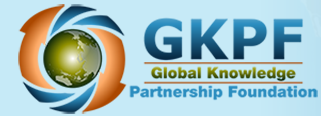 GKPF
Global Knowledge
Partnership Foundation